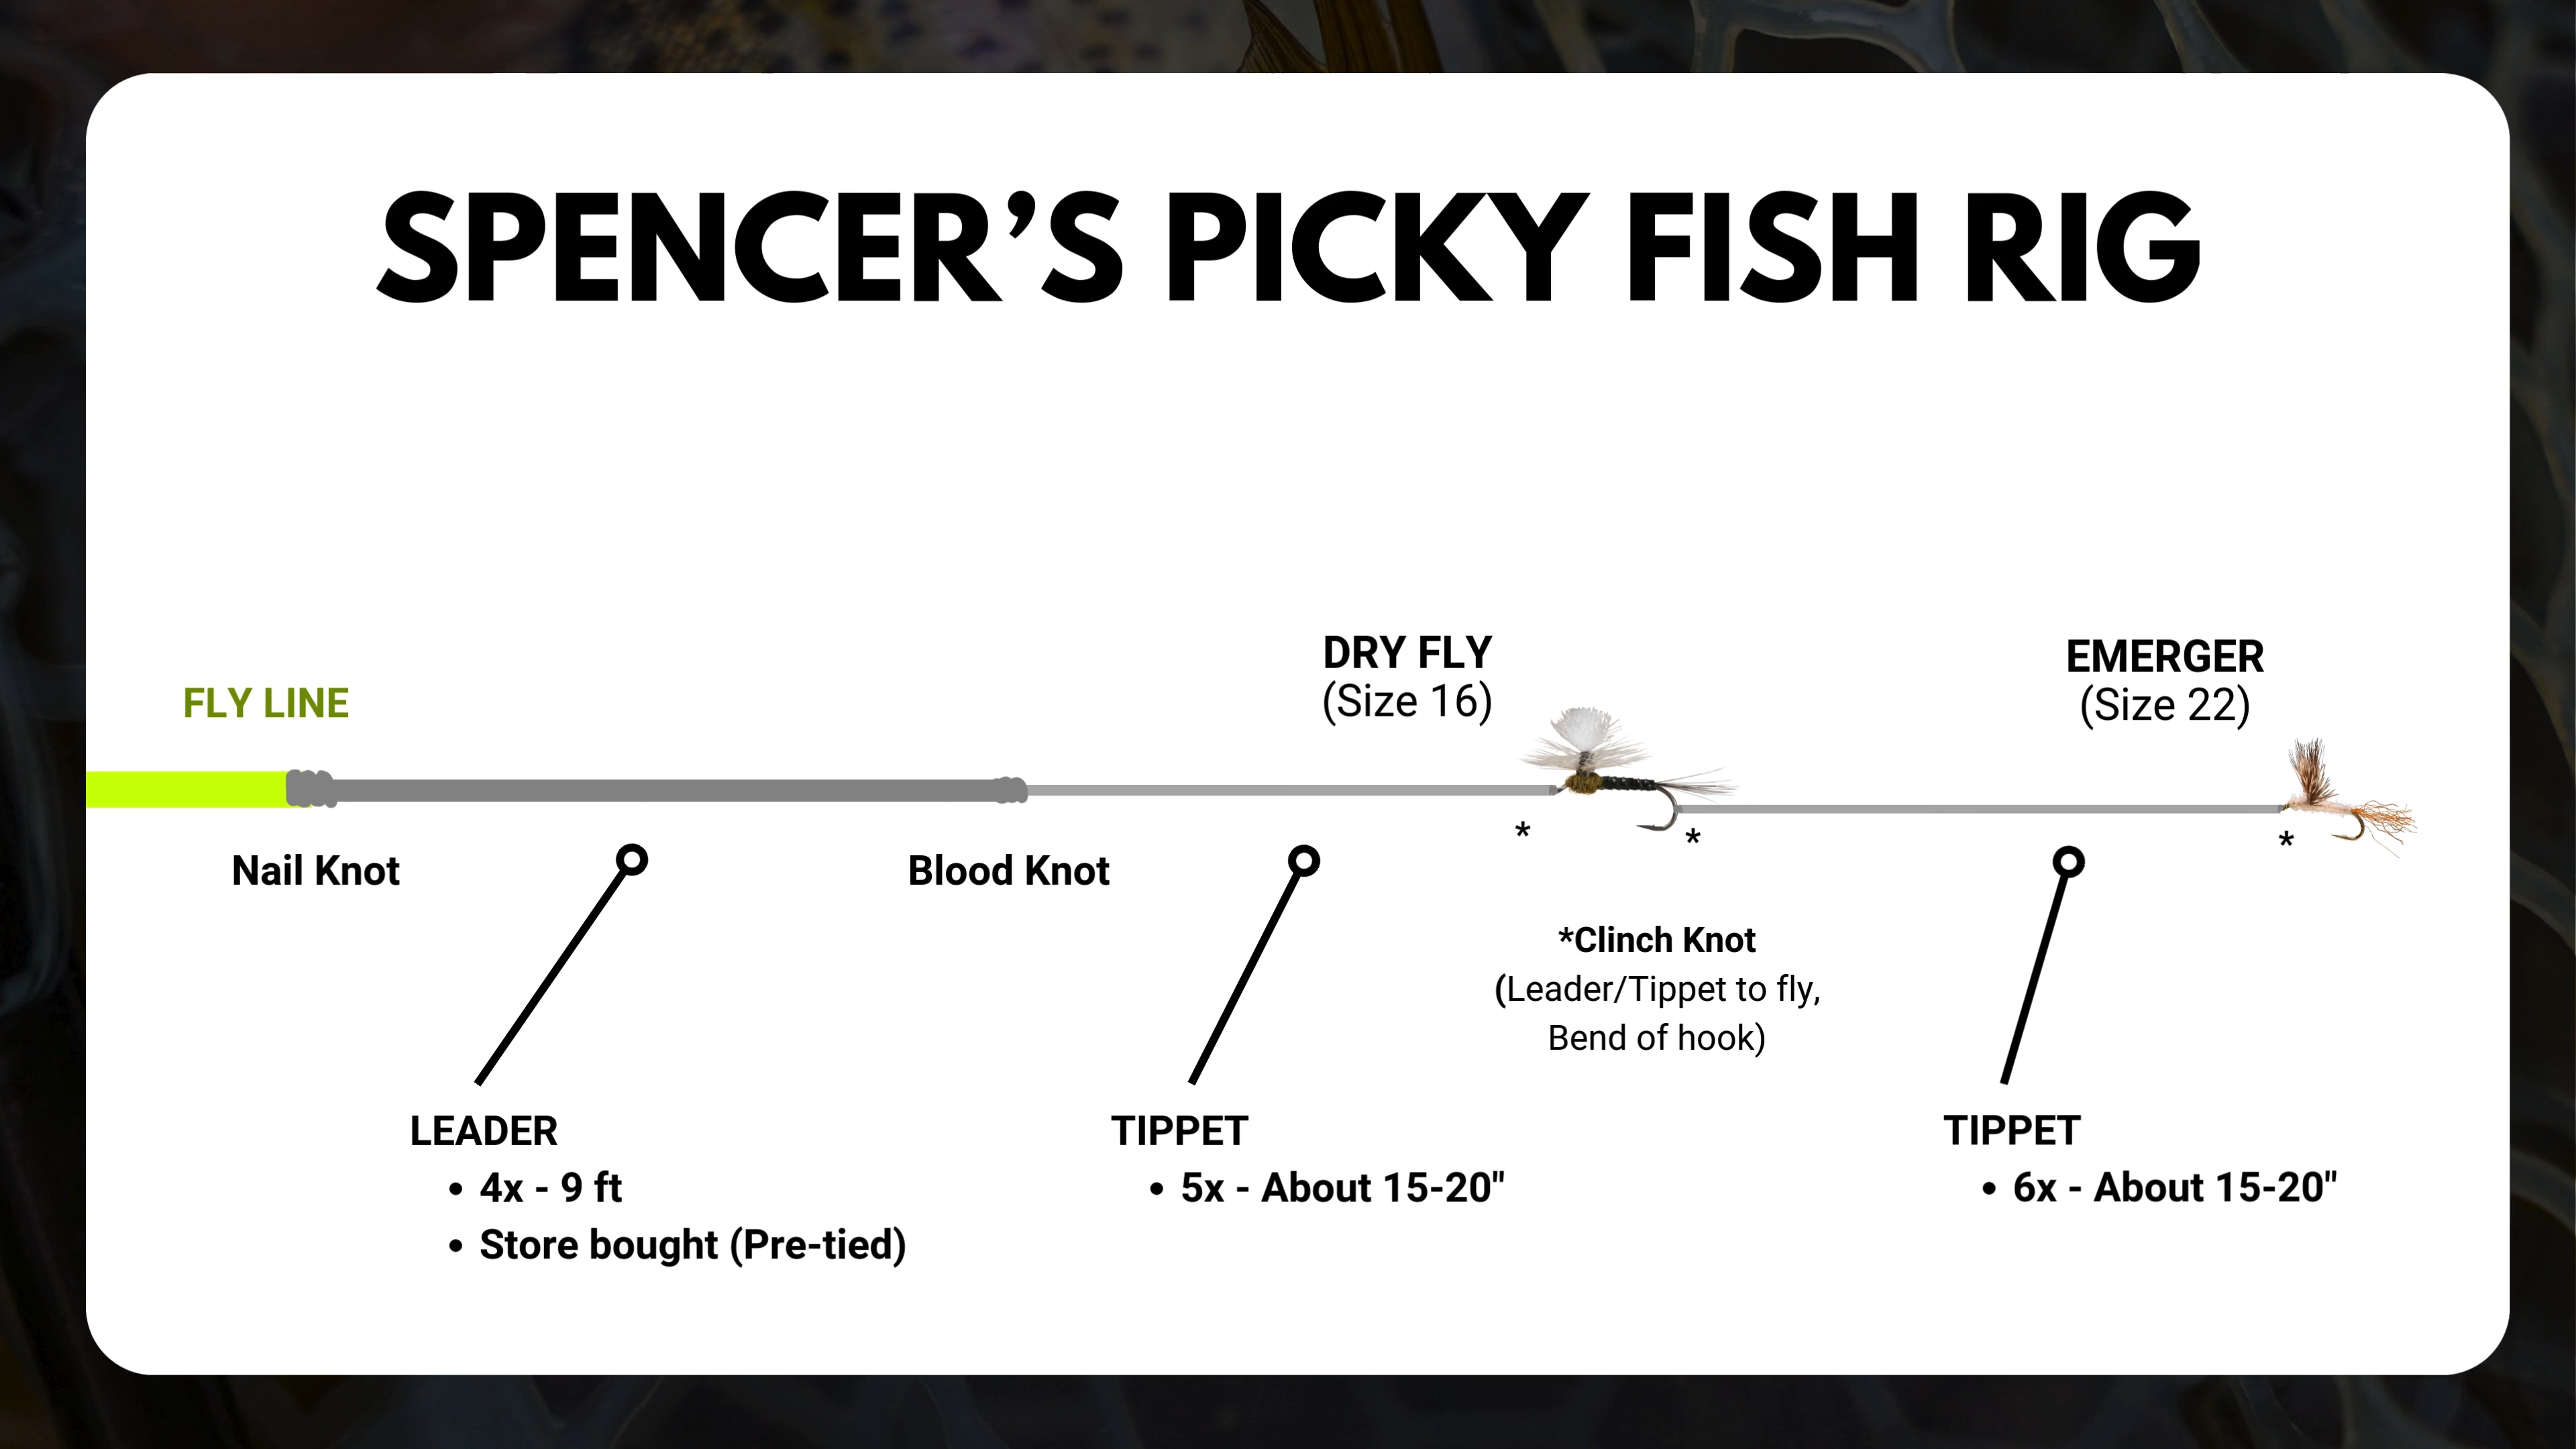 SPENCER’S PICKY FISH RIG
DRY FLY
(Size 16)
EMERGER
(Size 22)
FLY LINE
*
*
*
Nail Knot
Blood Knot
*Clinch Knot
(Leader/Tippet to fly,
Bend of hook)
LEADER
• 4x - 9 ft
• Store bought (Pre-tied)
TIPPET
• 5x - About 15-20"
TIPPET
• 6x - About 15-20"